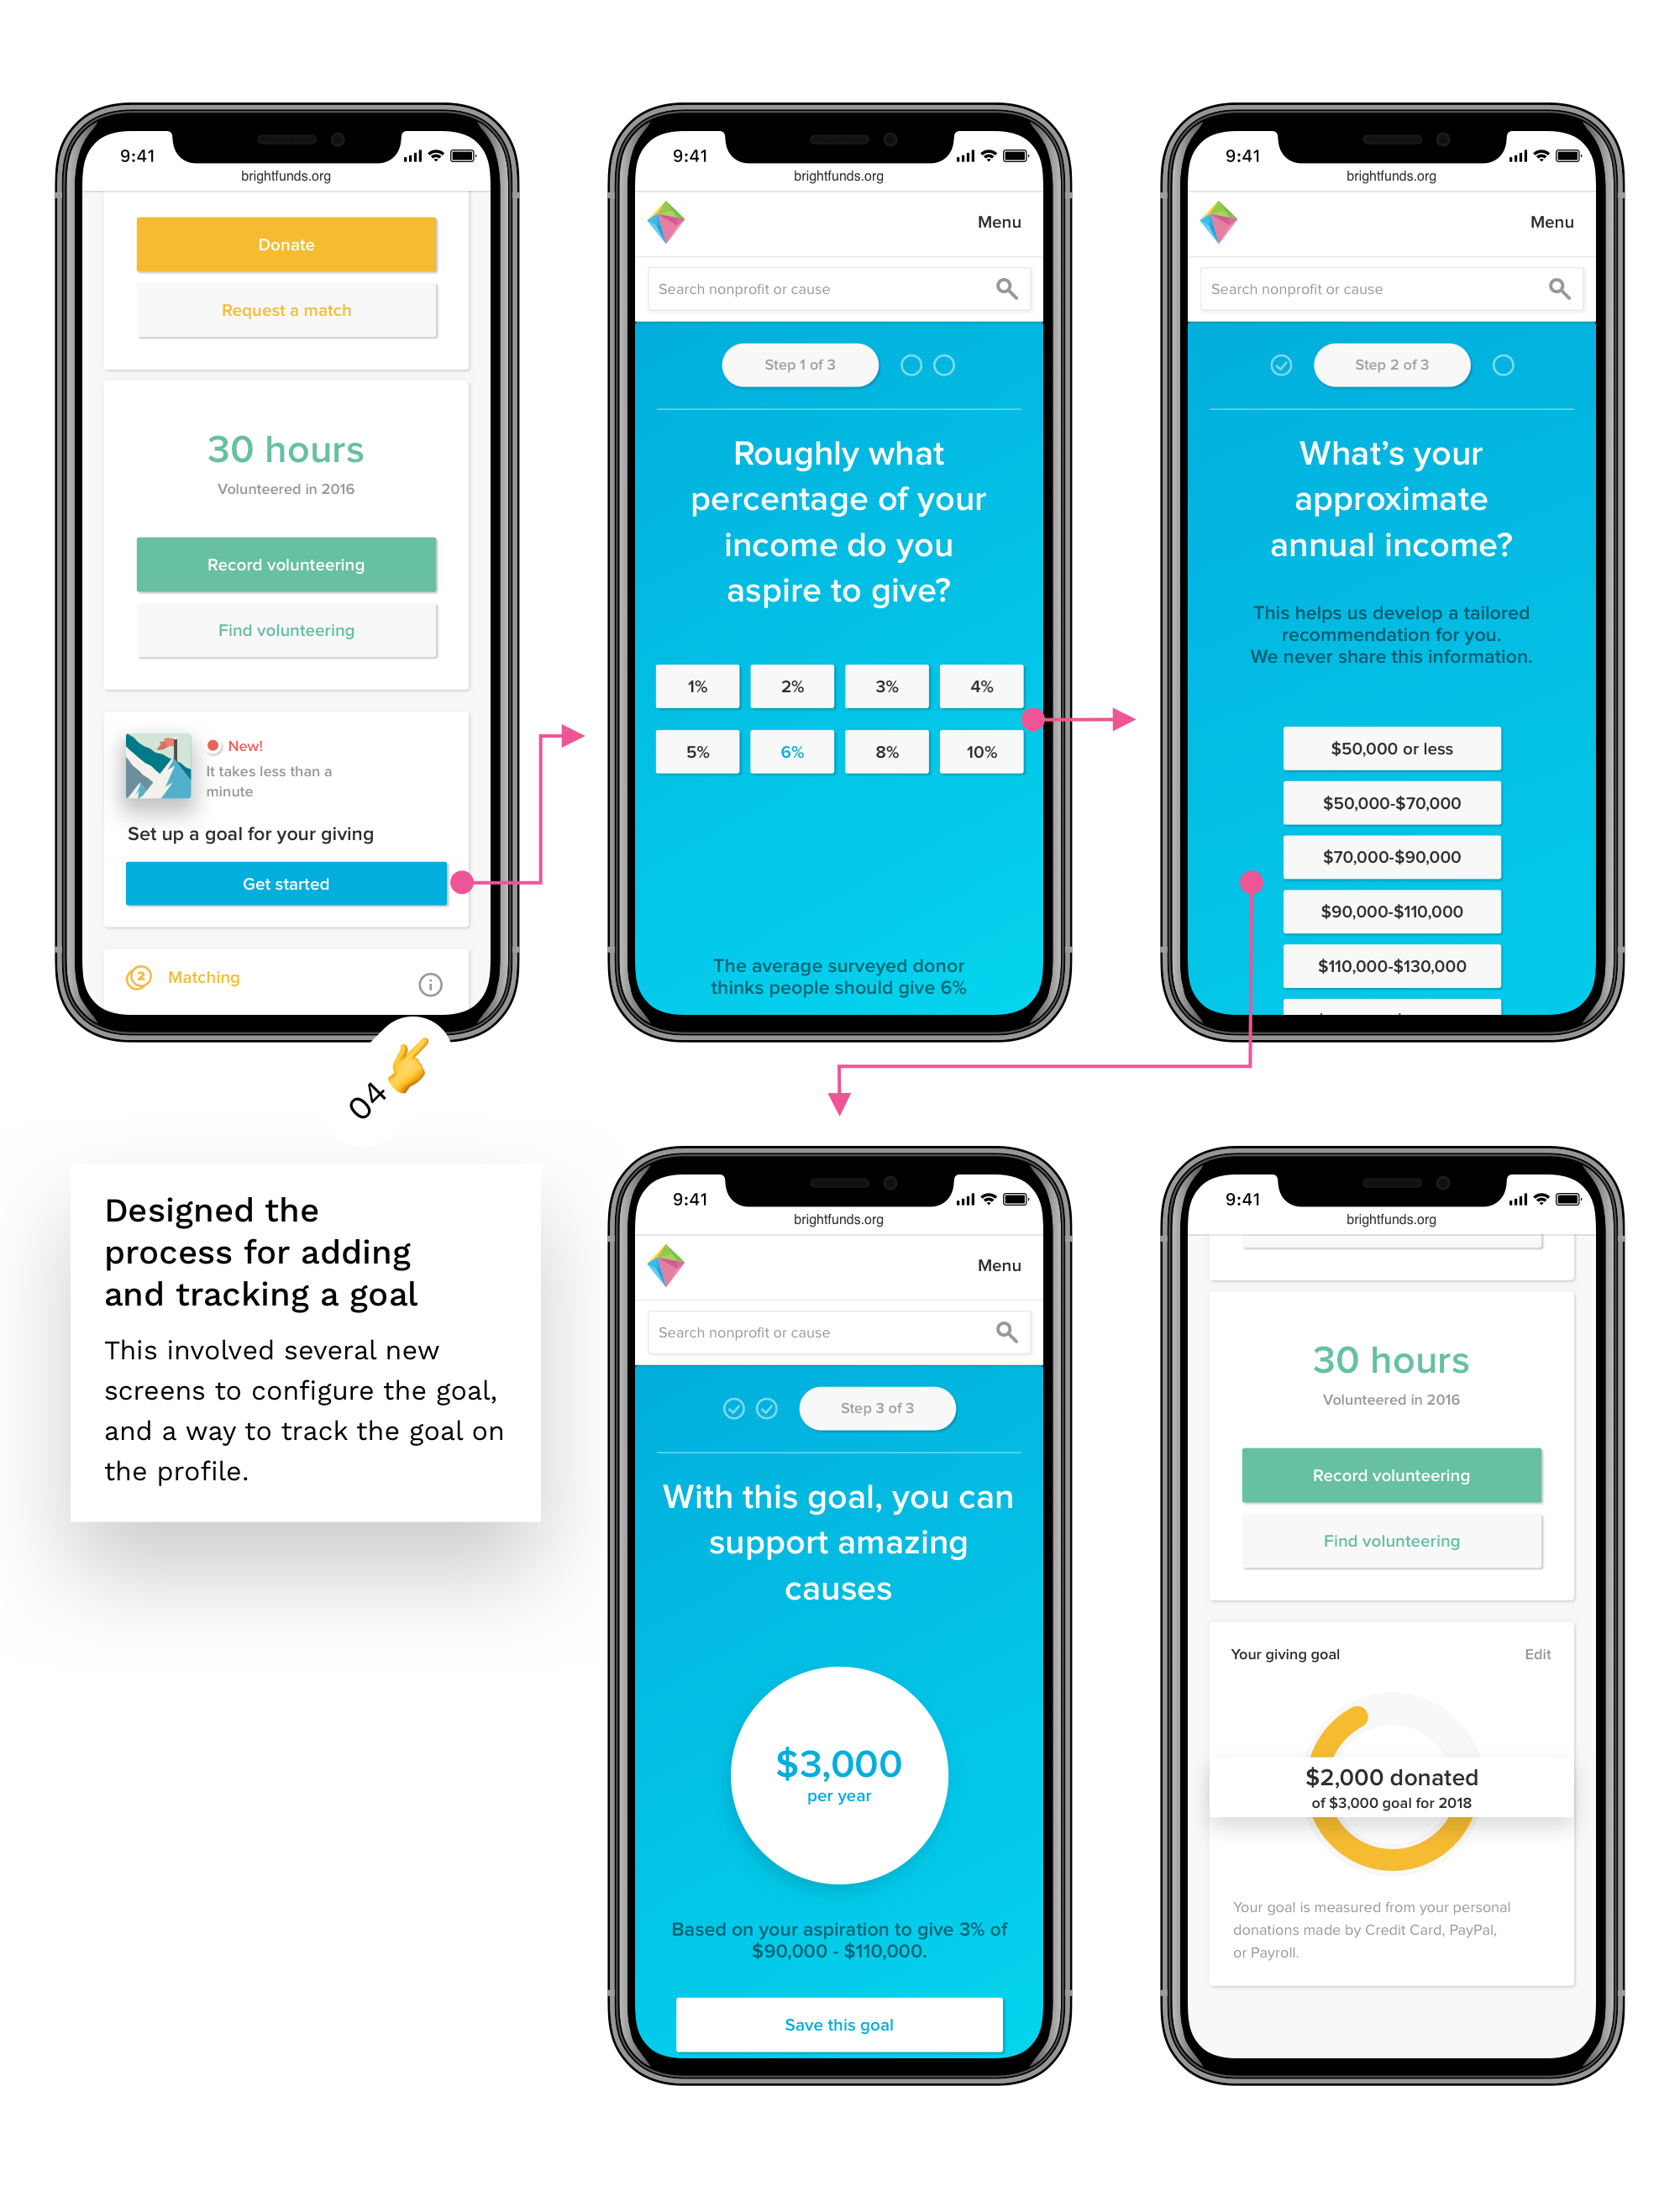 9:41
brightfunds.org
Donate
Request a match
30 hours
Volunteered in 2016
Record volunteering
Find volunteering
New!
It takes less than a
minute
Set up a goal for your giving
Get started
2
Matching
9:41
brightfunds.org
Menu
Search nonprofit or cause
Step 1 of 3
Roughly what
percentage of your
income do you
aspire to give?
1% 2% 3% 4%
5% 6% 8% 10%
The average surveyed donor
thinks people should give 6%
9:41
brightfunds.org
Menu
Search nonprofit or cause
Step 2 of 3
What’s your
approximate
annual income?
This helps us develop a tailored
recommendation for you.
We never share this information.
$50,000 or less
$50,000-$70,000
$70,000-$90,000
$90,000-$110,000
$110,000-$130,000
04
Designed the
process for adding
and tracking a goal
This involved several new
screens to configure the goal,
and a way to track the goal on
the profile.
9:41
brightfunds.org
Menu
Search nonprofit or cause
Step 3 of 3
With this goal, you can
support amazing
causes
$3,000
per year
Based on your aspiration to give 3% of
$90,000 - $110,000.
Save this goal
9:41
brightfunds.org
30 hours
Volunteered in 2016
Record volunteering
Find volunteering
Your giving goal
Edit
$2,000 donated
of $3,000 goal for 2018
Your goal is measured from your personal
donations made by Credit Card, PayPal,
or Payroll.